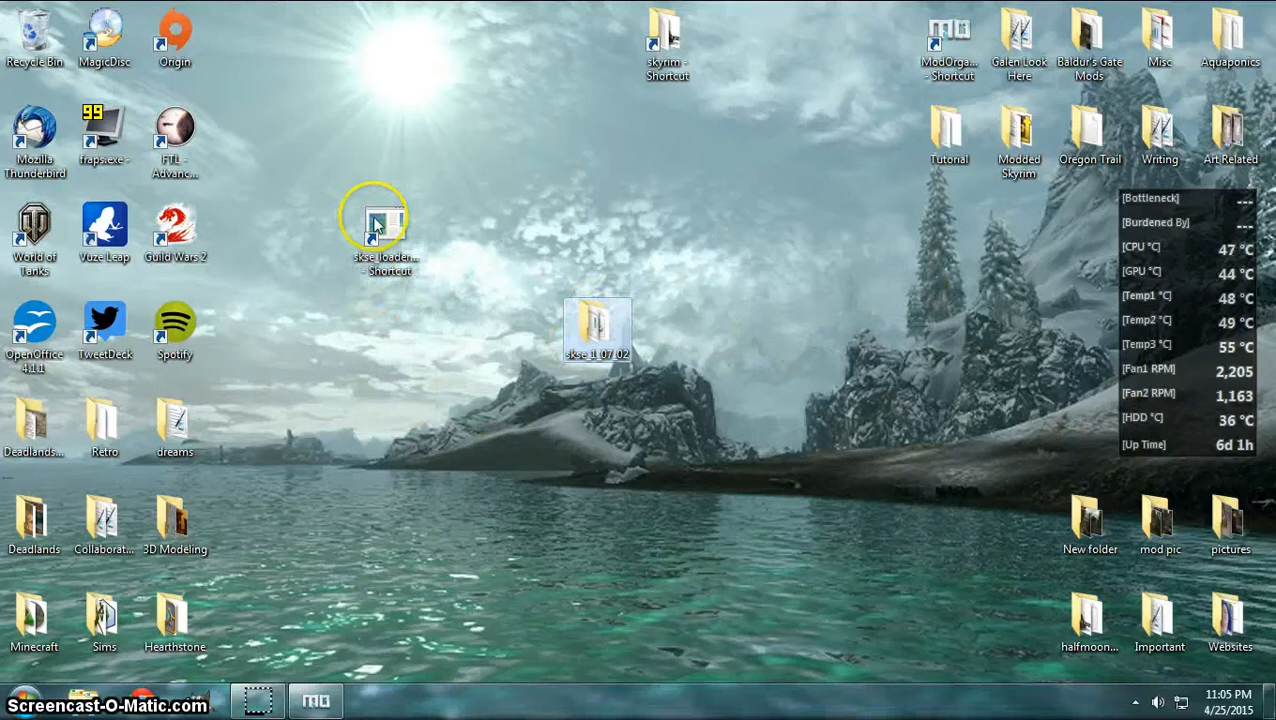 Recycle Bin
MagicDisc
Origin
skyrim -
Shortcut
MO
ModOrga...
- Shortcut
Galen Look
Here
Baldur's Gate
Mods
Misc
Aquaponics
99
Mozilla
Thunderbird
fraps.exe -
FTL -
Advanc...
Tutorial
Modded
Skyrim
Oregon Trail
Writing
Art Related
World of
Tanks
Vuze Leap
Guild Wars 2
skse_loader...
- Shortcut
[Bottleneck] ---
[Burdened By] ---
[CPU °C] 47 °C
[GPU °C] 44 °C
[Temp1 °C] 48 °C
[Temp2 °C] 49 °C
[Temp3 °C] 55 °C
[Fan1 RPM] 2,205
[Fan2 RPM] 1,163
[HDD °C] 36 °C
[Up Time] 6d 1h
OpenOffice
4.1.1
TweetDeck
Spotify
skse_1_07_02
Deadlands...
Retro
dreams
Deadlands
Collaborat...
3D Modeling
New folder
mod pic
pictures
Minecraft
Sims
Hearthstone
halfmoon...
Important
Websites
Screencast-O-Matic.com
MO
11:05 PM
4/25/2015